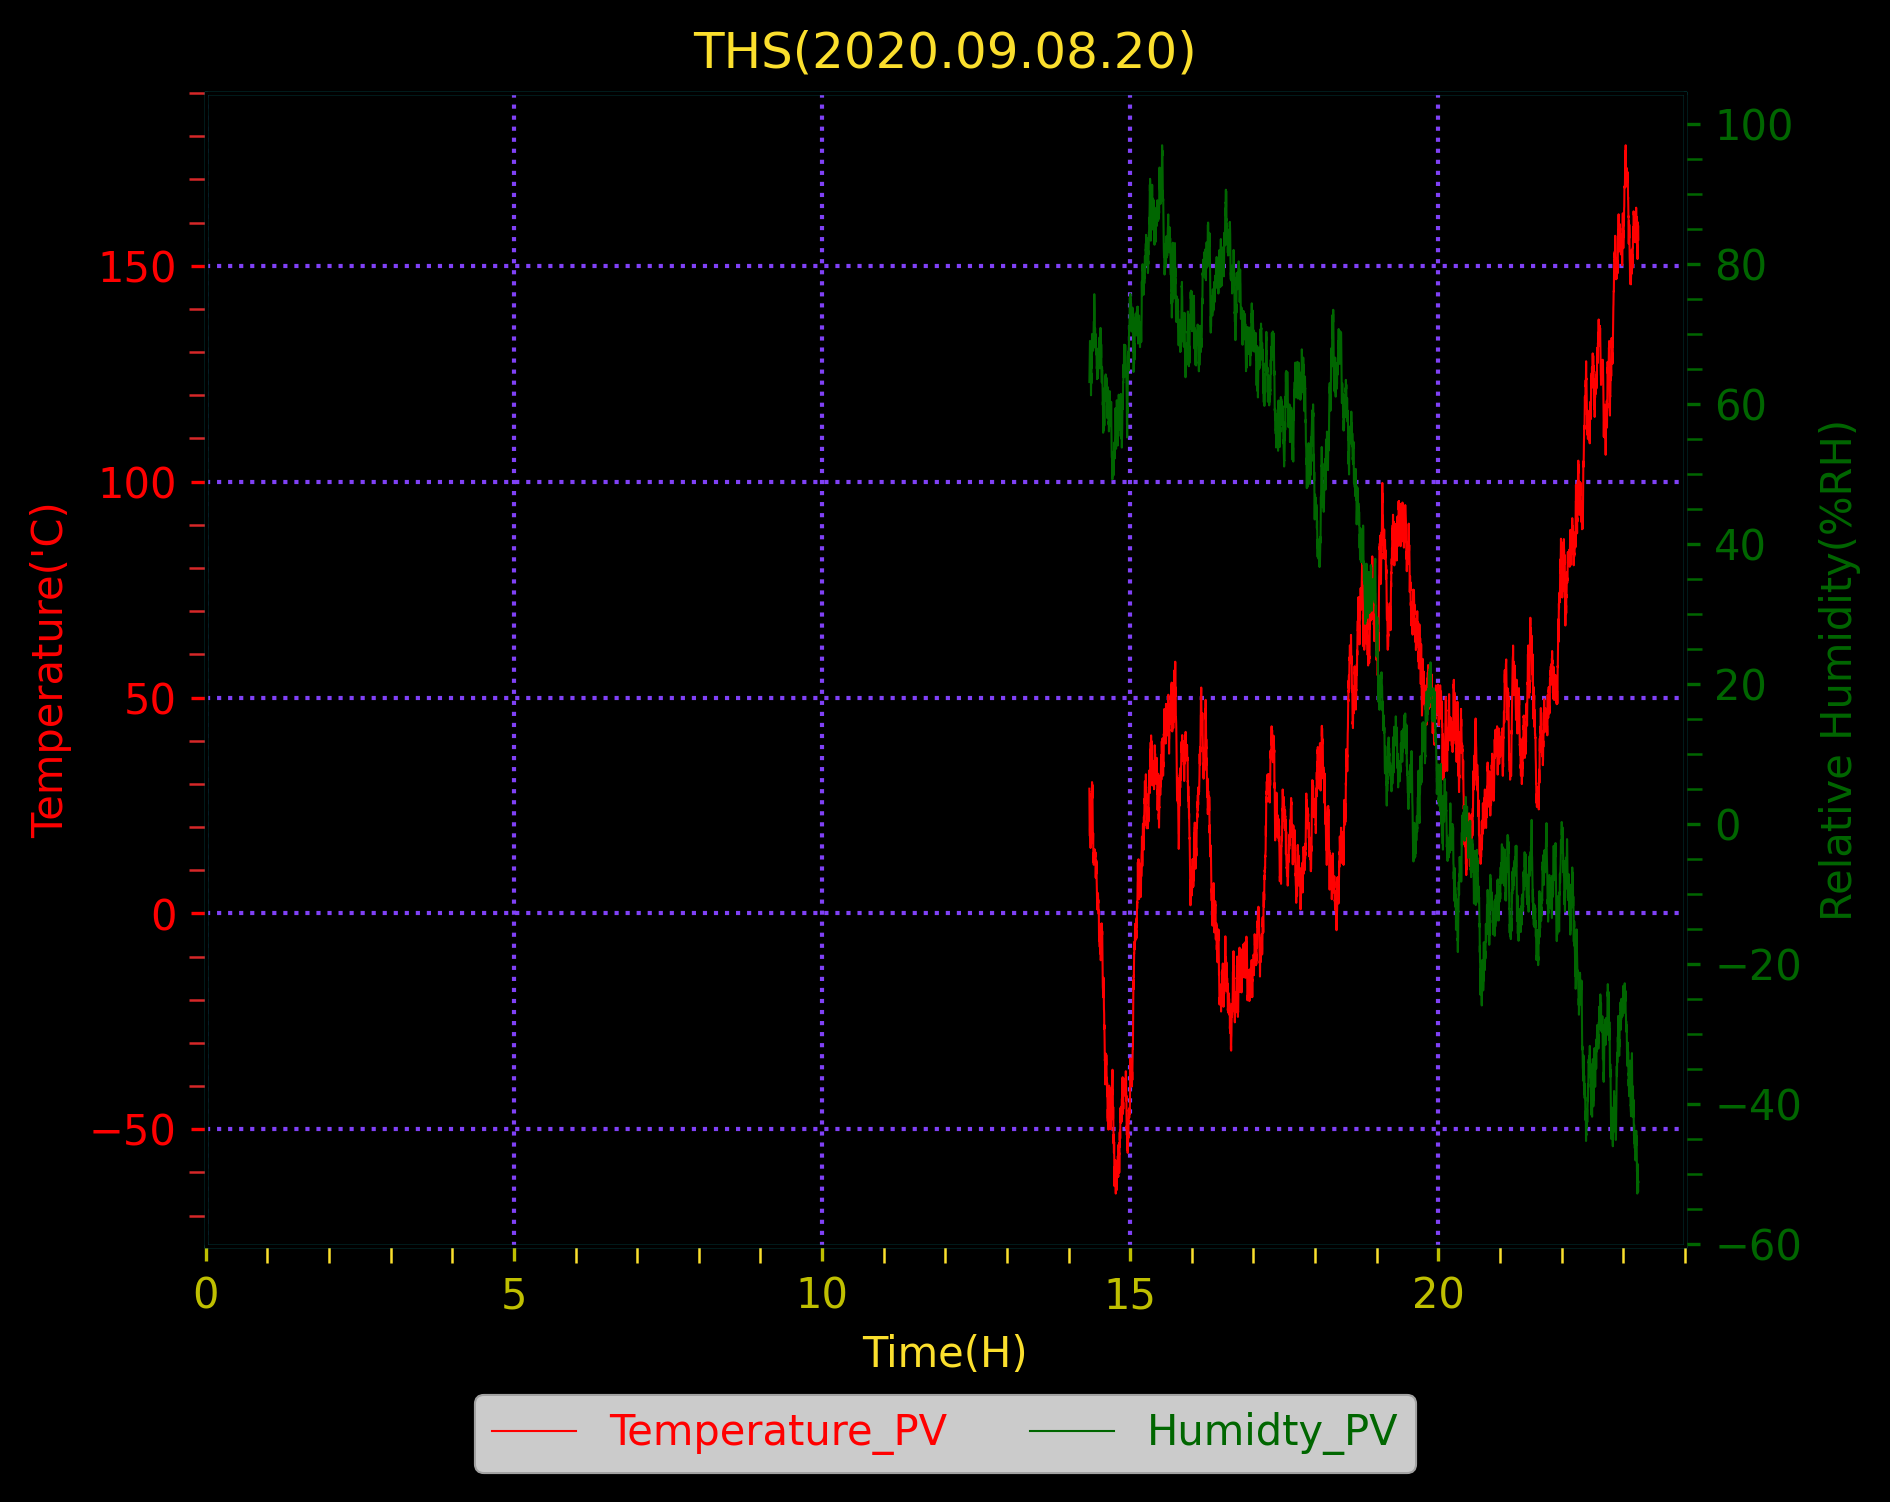 THS(2020.09.08.20)
150
100
50
0
−50
Temperature('C)
100
80
60
40
20
0
−20
−40
−60
Relative Humidity(%RH)
0 5 10 15 20
Time(H)
Temperature_PV Humidty_PV